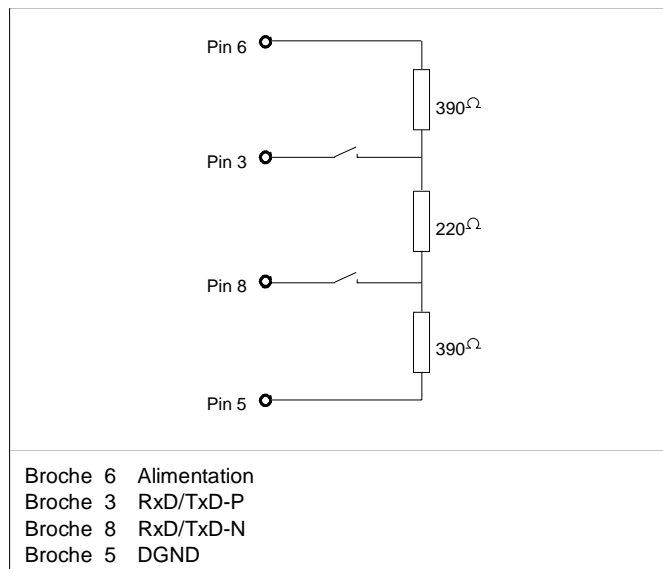 Pin 6
390Ω
Pin 3
220Ω
Pin 8
390Ω
Pin 5
Broche 6 Alimentation
Broche 3 RxD/TxD-P
Broche 8 RxD/TxD-N
Broche 5 DGND